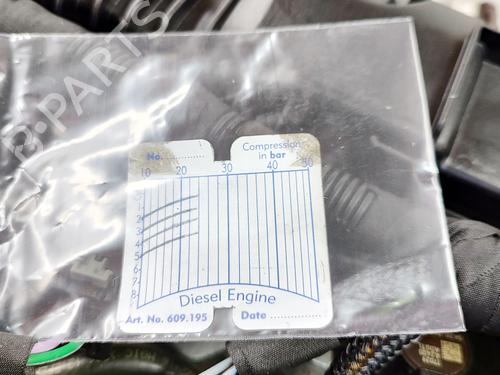 B-PARTS
No. ............. 1
Compression
in bar
10 20 30 40 50
2
3
4
5
6
7
8
Diesel Engine
Art. No. 609.195 Date ................